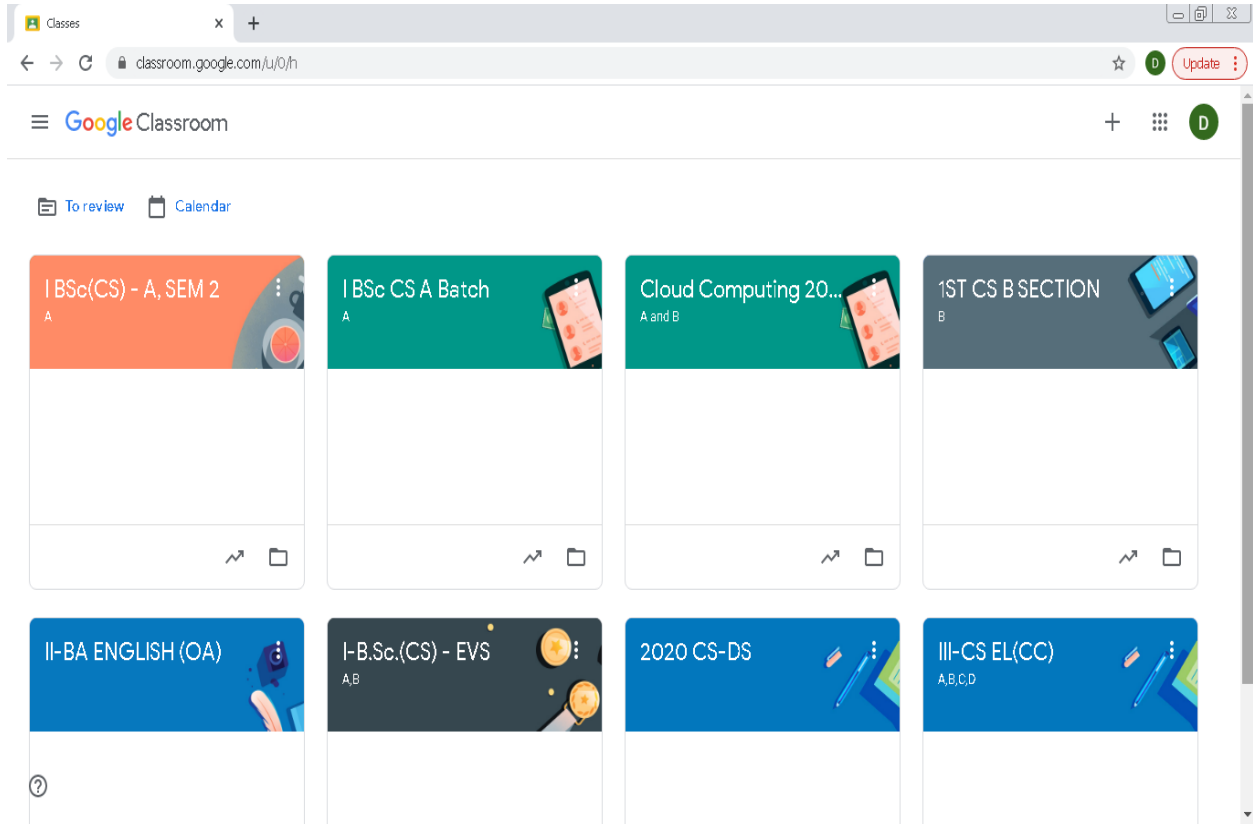 Classes
classroom.google.com/u/0/h
D
Update
Google Classroom
D
To review
Calendar
I BSc(CS) - A, SEM 2
A
I BSc CS A Batch
A
Cloud Computing 20...
A and B
1ST CS B SECTION
B
II-BA ENGLISH (OA)
I-B.Sc.(CS) - EVS
A,B
2020 CS-DS
III-CS EL(CC)
A,B,C,D